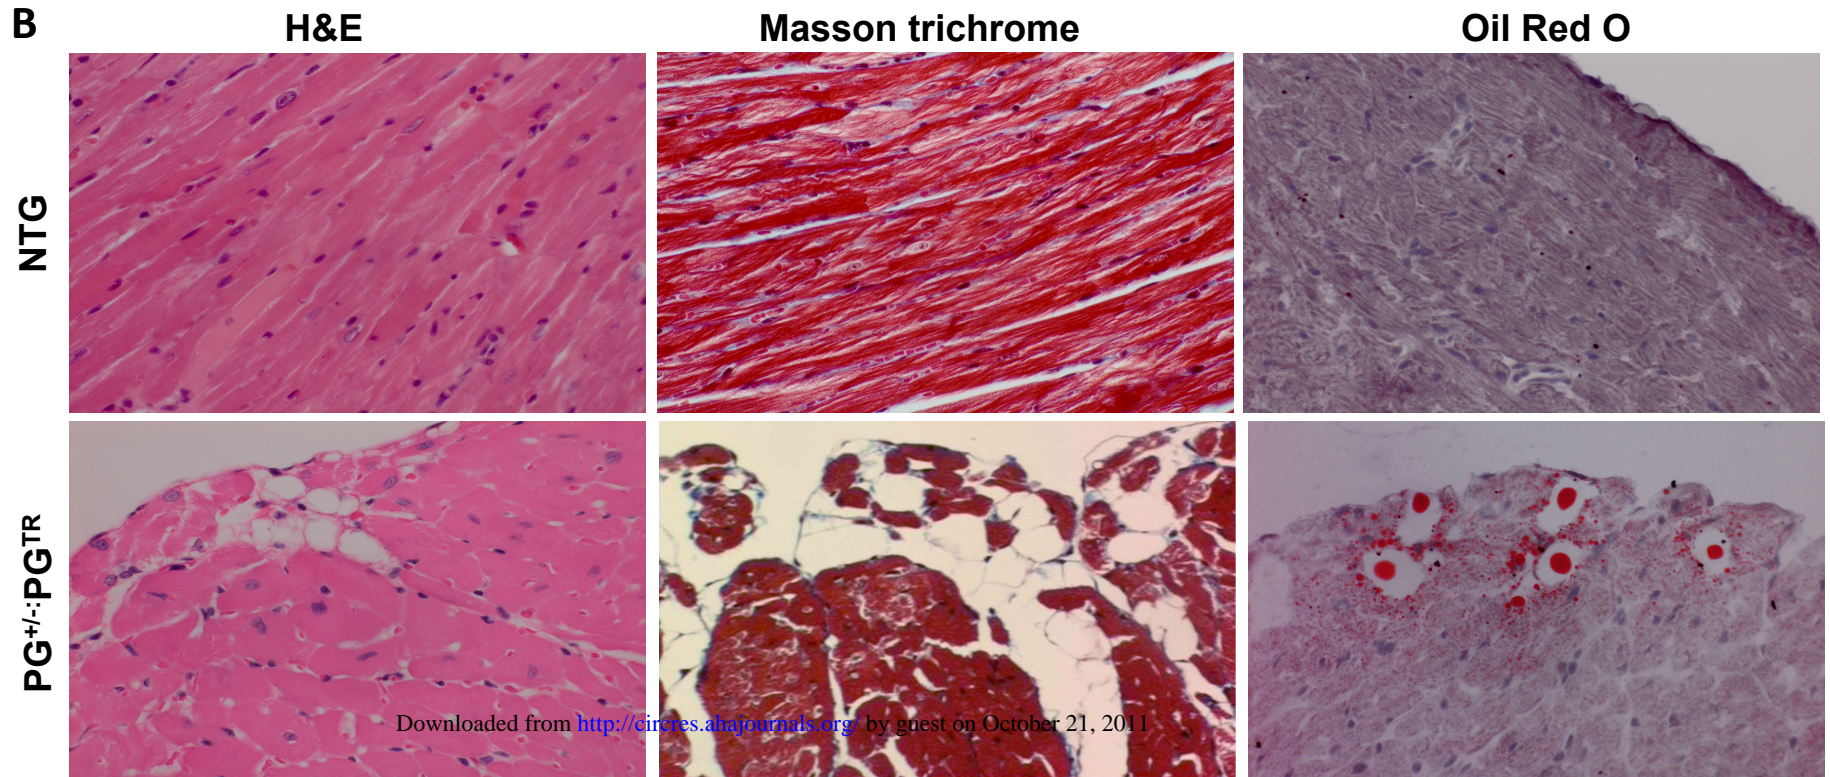 B
H&E
Masson trichrome
Oil Red O
NTG
PG+/-:PGTR
Downloaded from http://circres.ahajournals.org/ by guest on October 21, 2011